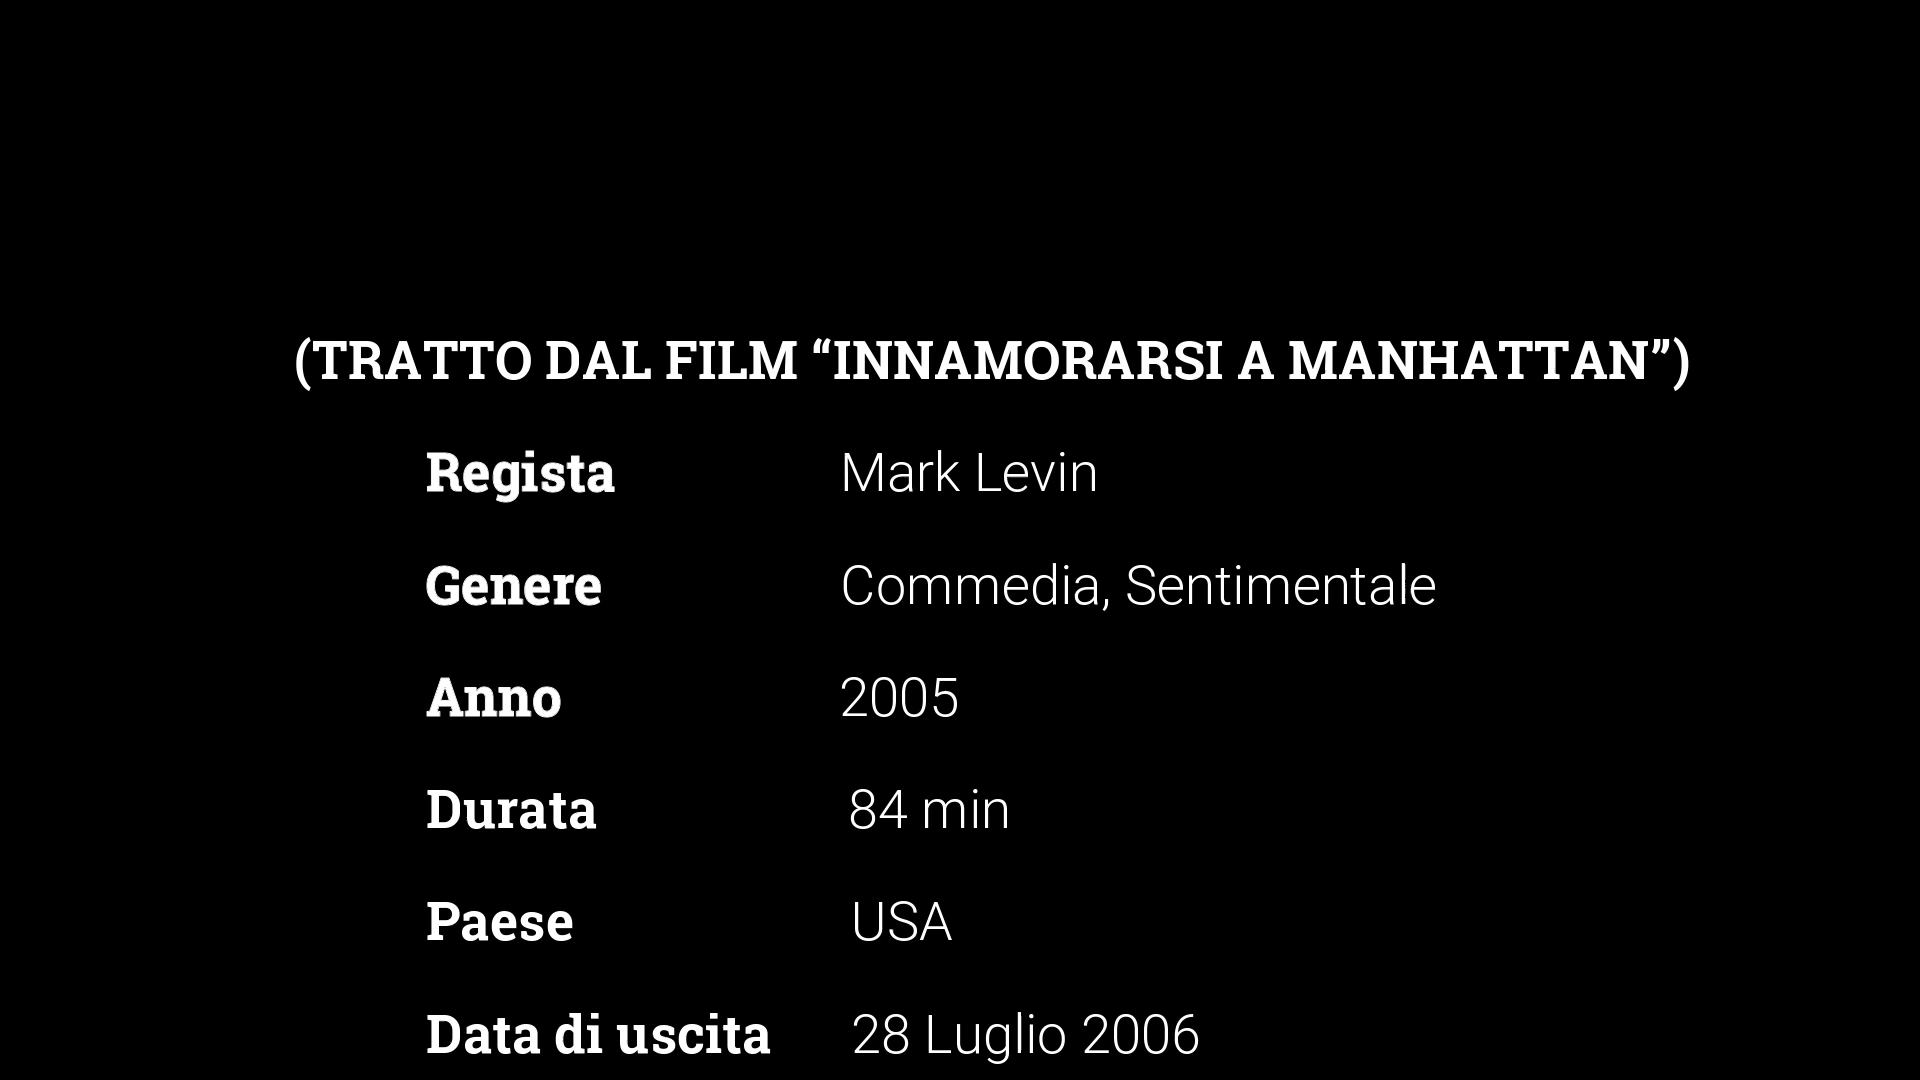 (TRATTO DAL FILM “INNAMORARSI A MANHATTAN”)
Regista Mark Levin
Genere Commedia, Sentimentale
Anno 2005
Durata 84 min
Paese USA
Data di uscita 28 Luglio 2006